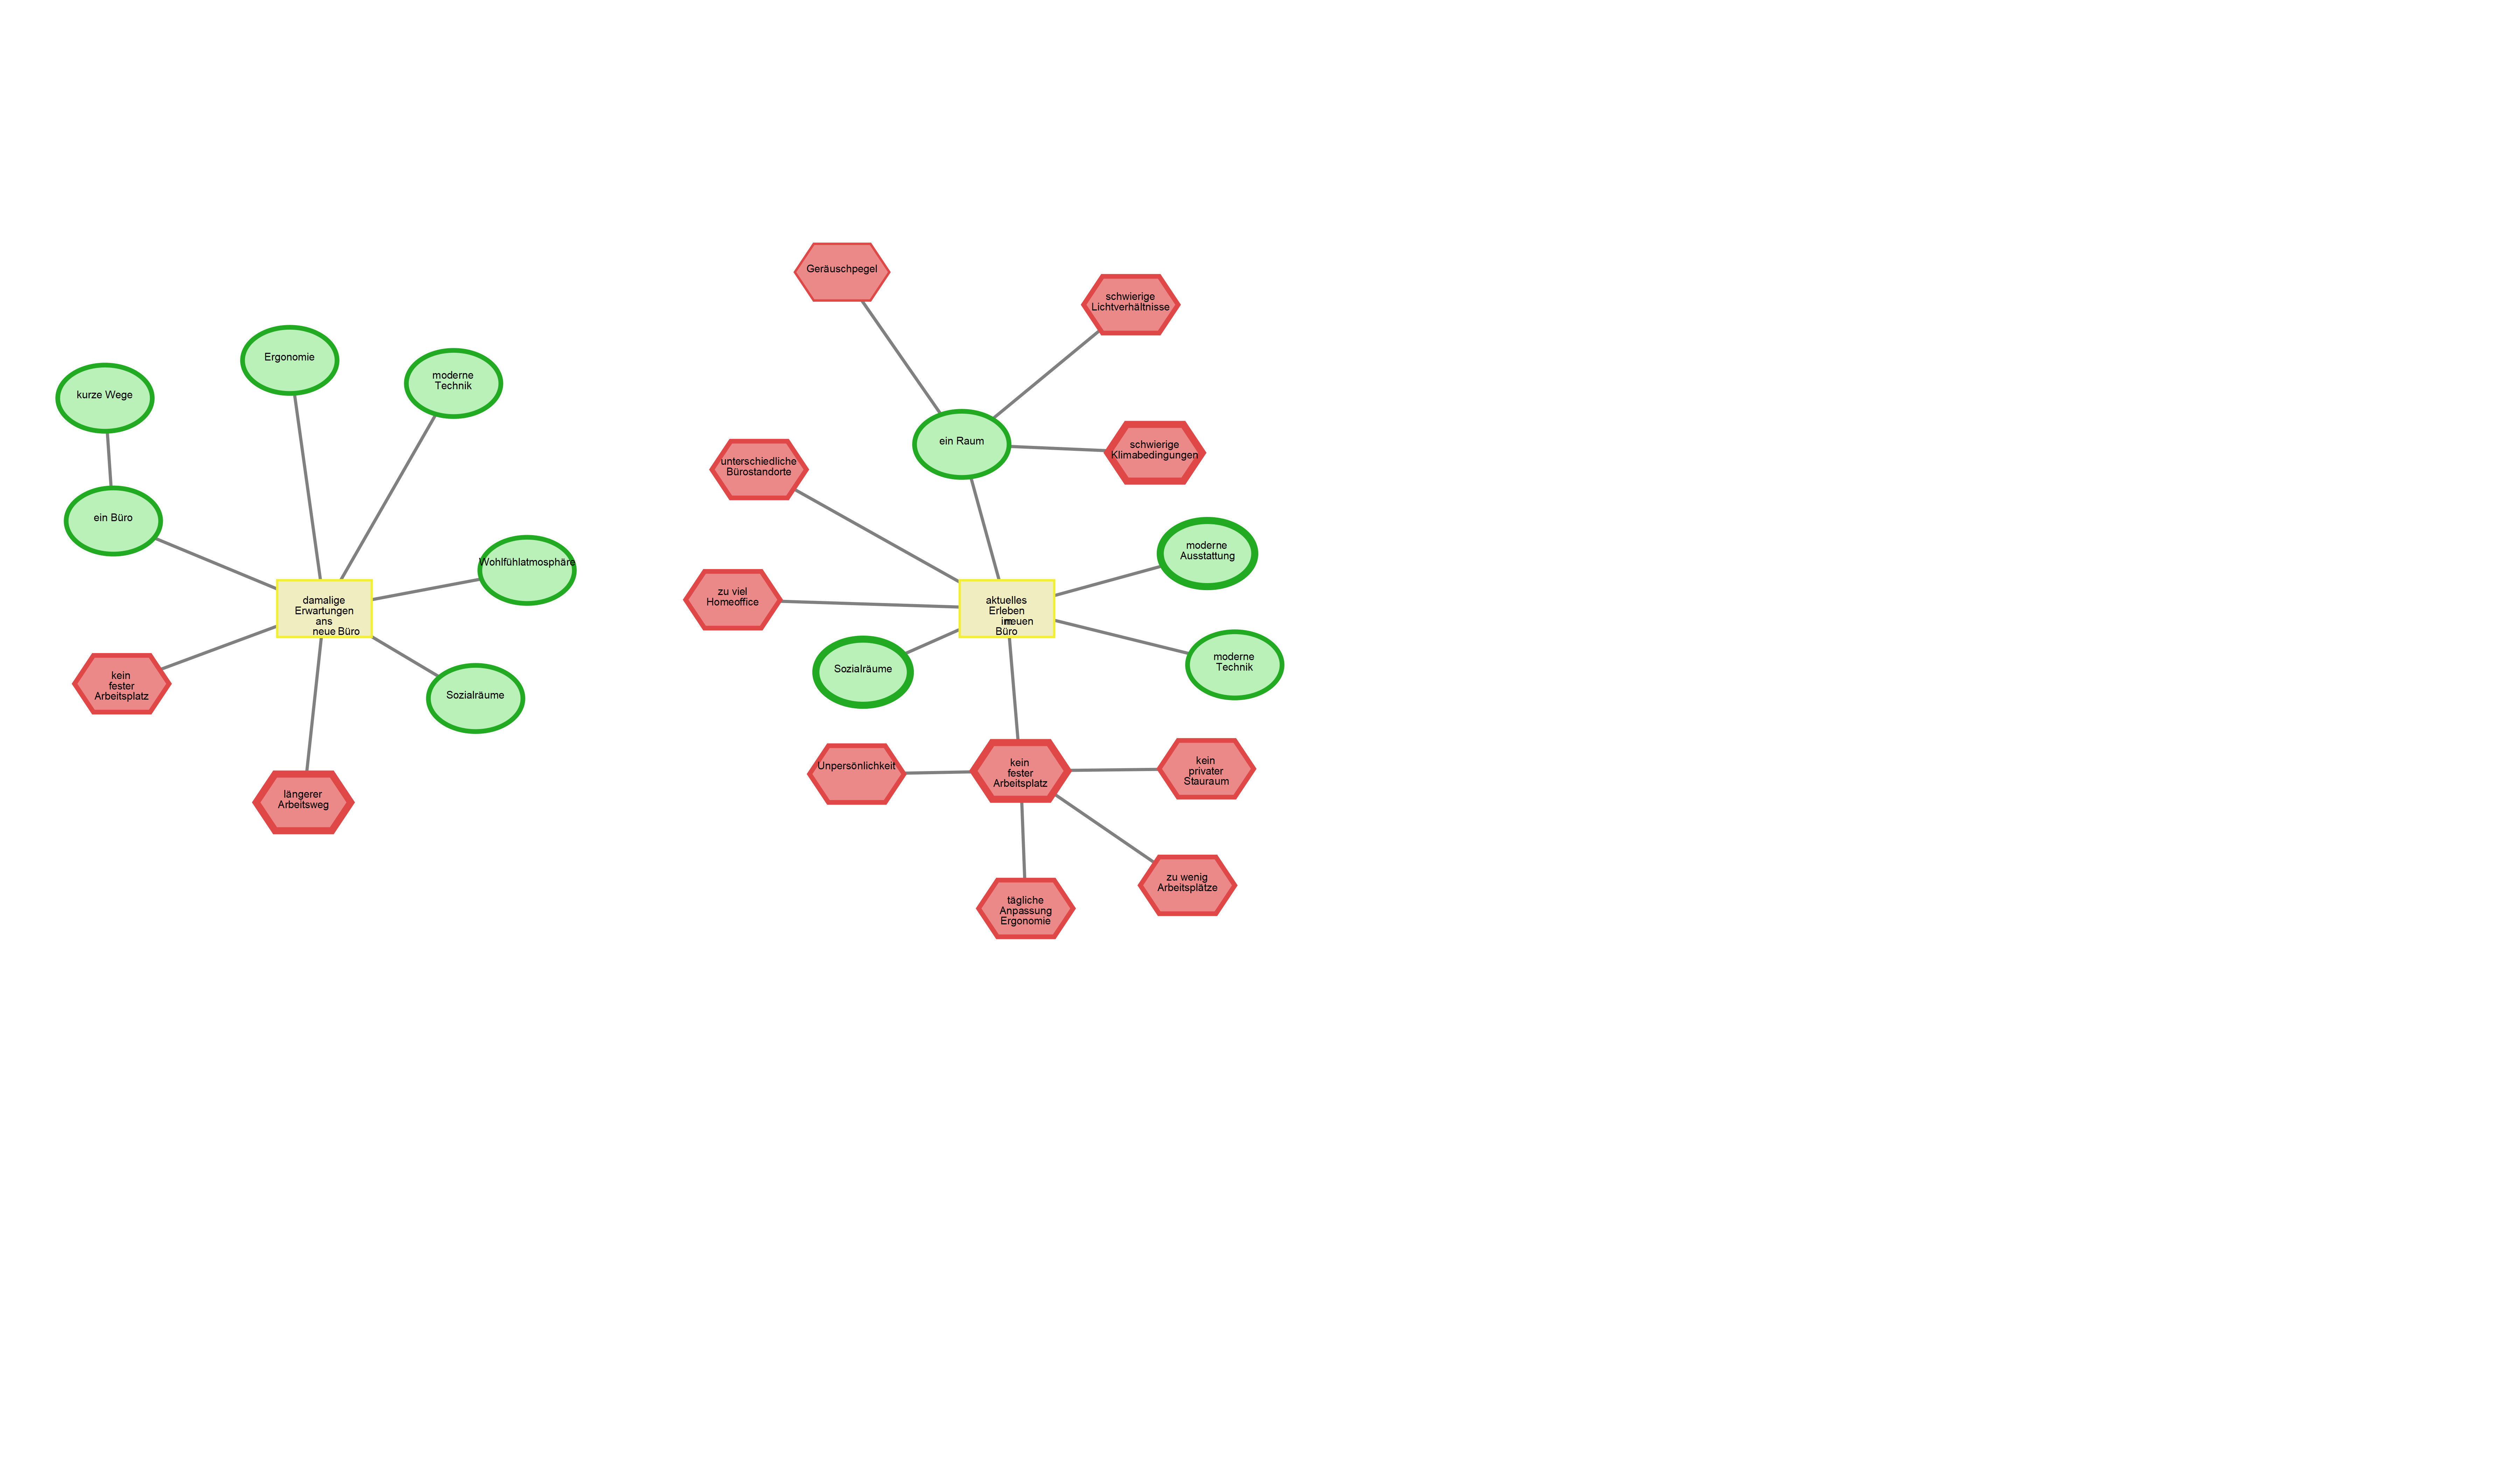 Ergonomie
moderne
Technik
kurze Wege
ein Büro
Wohlfühlatmosphäre
damalige
Erwartungen
ans
neue Büro
kein
fester
Arbeitsplatz
Sozialräume
längerer
Arbeitsweg
Geräuschpegel
schwierige
Lichtverhältnisse
ein Raum
schwierige
Klimabedingungen
unterschiedliche
Bürostandorte
moderne
Ausstattung
zu viel
Homeoffice
aktuelles
Erleben
im neuen
Büro
Sozialräume
moderne
Technik
Unpersönlichkeit
kein
fester
Arbeitsplatz
kein
privater
Stauraum
zu wenig
Arbeitsplätze
tägliche
Anpassung
Ergonomie